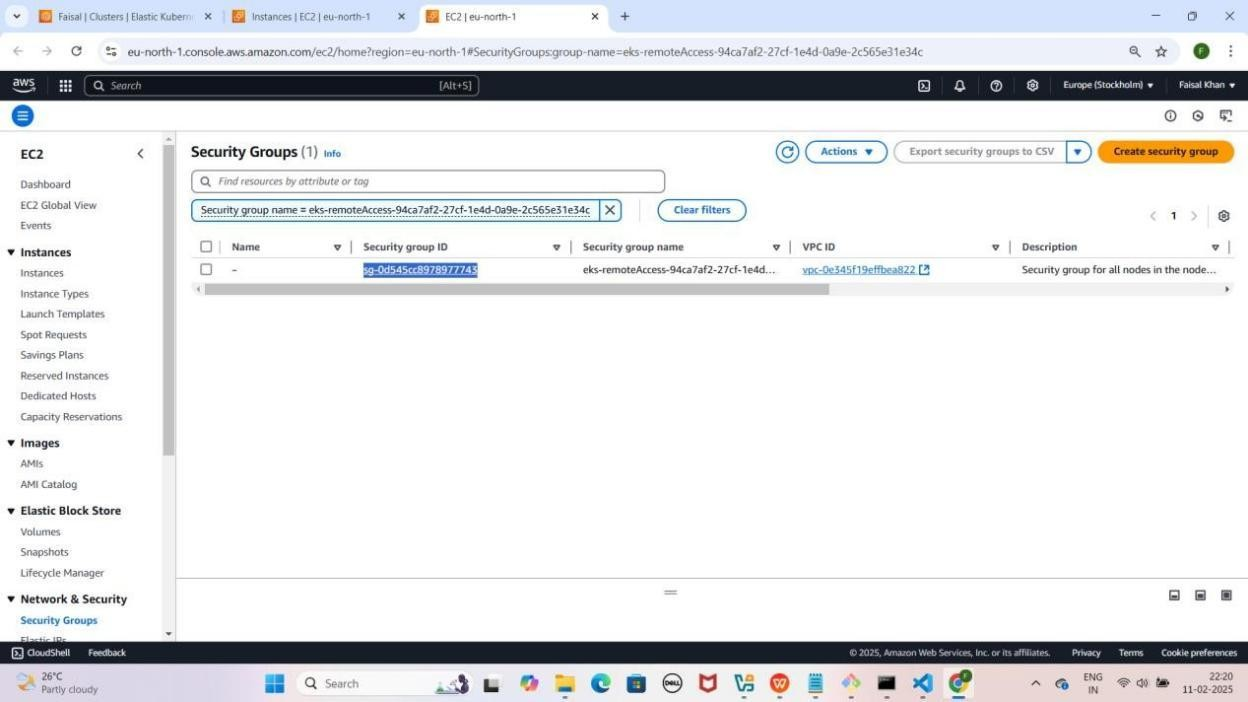 Faisal | Clusters | Elastic Kubern
Instances | EC2 | eu-north-1
EC2 | eu-north-1
eu-north-1.console.aws.amazon.com/ec2/home?region=eu-north-1#SecurityGroups:group-name=eks-remoteAccess-94ca7af2-27cf-1e4d-0a9e-2c565e31e34c
F
aws
Search
[Alt+S]
Europe (Stockholm)
Faisal Khan
EC2
Dashboard
EC2 Global View
Events
Instances
Instances
Instance Types
Launch Templates
Spot Requests
Savings Plans
Reserved Instances
Dedicated Hosts
Capacity Reservations
Images
AMIs
AMI Catalog
Elastic Block Store
Volumes
Snapshots
Lifecycle Manager
Network & Security
Security Groups
Elastic IPs
Security Groups (1) Info
Actions
Export security groups to CSV
Create security group
Find resources by attribute or tag
Security group name = eks-remoteAccess-94ca7af2-27cf-1e4d-0a9e-2c565e31e34c
Clear filters
1
Name Security group ID Security group name VPC ID Description
– sg-0d545cc8978977743 eks-remoteAccess-94ca7af2-27cf-1e4d... vpc-0e345f19effbea822 Security group for all nodes in the node...
CloudShell Feedback
© 2025, Amazon Web Services, Inc. or its affiliates. Privacy Terms Cookie preferences
26°C
Partly cloudy
Search
DELL
ENG
IN
22:20
11-02-2025